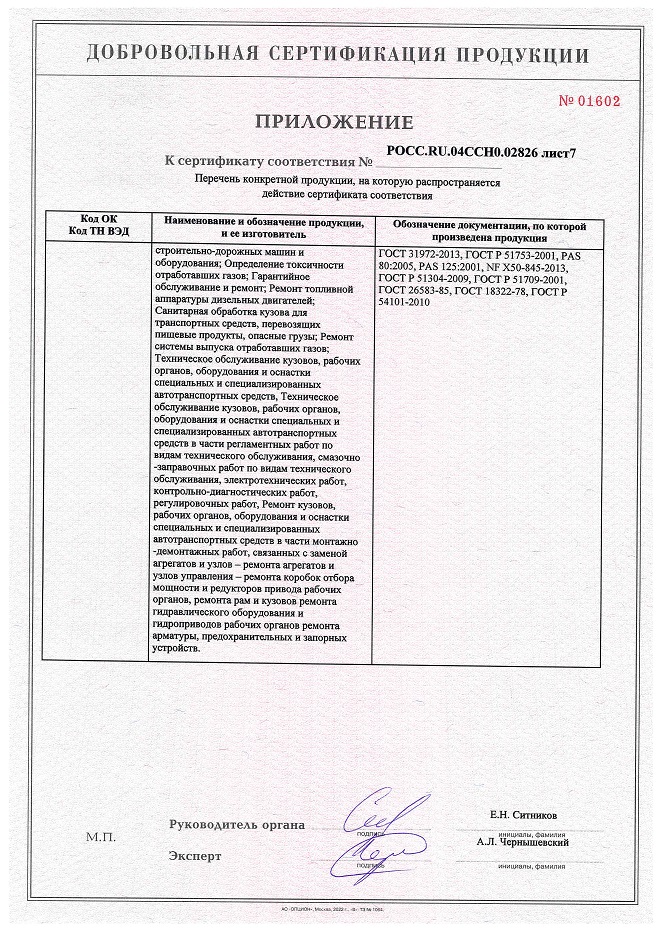 ДОБРОВОЛЬНАЯ СЕРТИФИКАЦИЯ ПРОДУКЦИИ
№ 01602
ПРИЛОЖЕНИЕ
РОСС.RU.04ССН0.02826 лист7
К сертификату соответствия №
Перечень конкретной продукции, на которую распространяется
действие сертификата соответствия
Код ОК
Код ТН ВЭД
Наименование и обозначение продукции,
и ее изготовитель
Обозначение документации, по которой
произведена продукция
строительно-дорожных машин и
оборудования; Определение токсичности
отработавших газов; Гарантийное
обслуживание и ремонт; Ремонт топливной
аппаратуры дизельных двигателей;
Санитарная обработка кузова для
транспортных средств, перевозящих
пищевые продукты, опасные грузы; Ремонт
системы выпуска отработавших газов;
Техническое обслуживание кузовов, рабочих
органов, оборудования и оснастки
специальных и специализированных
автотранспортных средств, Техническое
обслуживание кузовов, рабочих органов,
оборудования и оснастки специальных и
специализированных автотранспортных
средств в части регламентных работ по
видам технического обслуживания, смазочно
-заправочных работ по видам технического
обслуживания, электротехнических работ,
контрольно-диагностических работ,
регулировочных работ, Ремонт кузовов,
рабочих органов, оборудования и оснастки
специальных и специализированных
автотранспортных средств в части монтажно
-демонтажных работ, связанных с заменой
агрегатов и узлов – ремонта агрегатов и
узлов управления – ремонта коробок отбора
мощности и редукторов привода рабочих
органов, ремонта рам и кузовов ремонта
гидравлического оборудования и
гидроприводов рабочих органов ремонта
арматуры, предохранительных и запорных
устройств.
ГОСТ 31972-2013, ГОСТ Р 51753-2001, PAS
80:2005, PAS 125:2001, NF X50-845-2013,
ГОСТ Р 51304-2009, ГОСТ Р 51709-2001,
ГОСТ 26583-85, ГОСТ 18322-78, ГОСТ Р
54101-2010
М.П.
Руководитель органа
подпись
Е.Н. Ситников
инициалы, фамилия
Эксперт
подпись
А.Л. Чернышевский
инициалы, фамилия
АО «ОПЦИОН», Москва, 2022 г., «В». ТЗ № 1004.